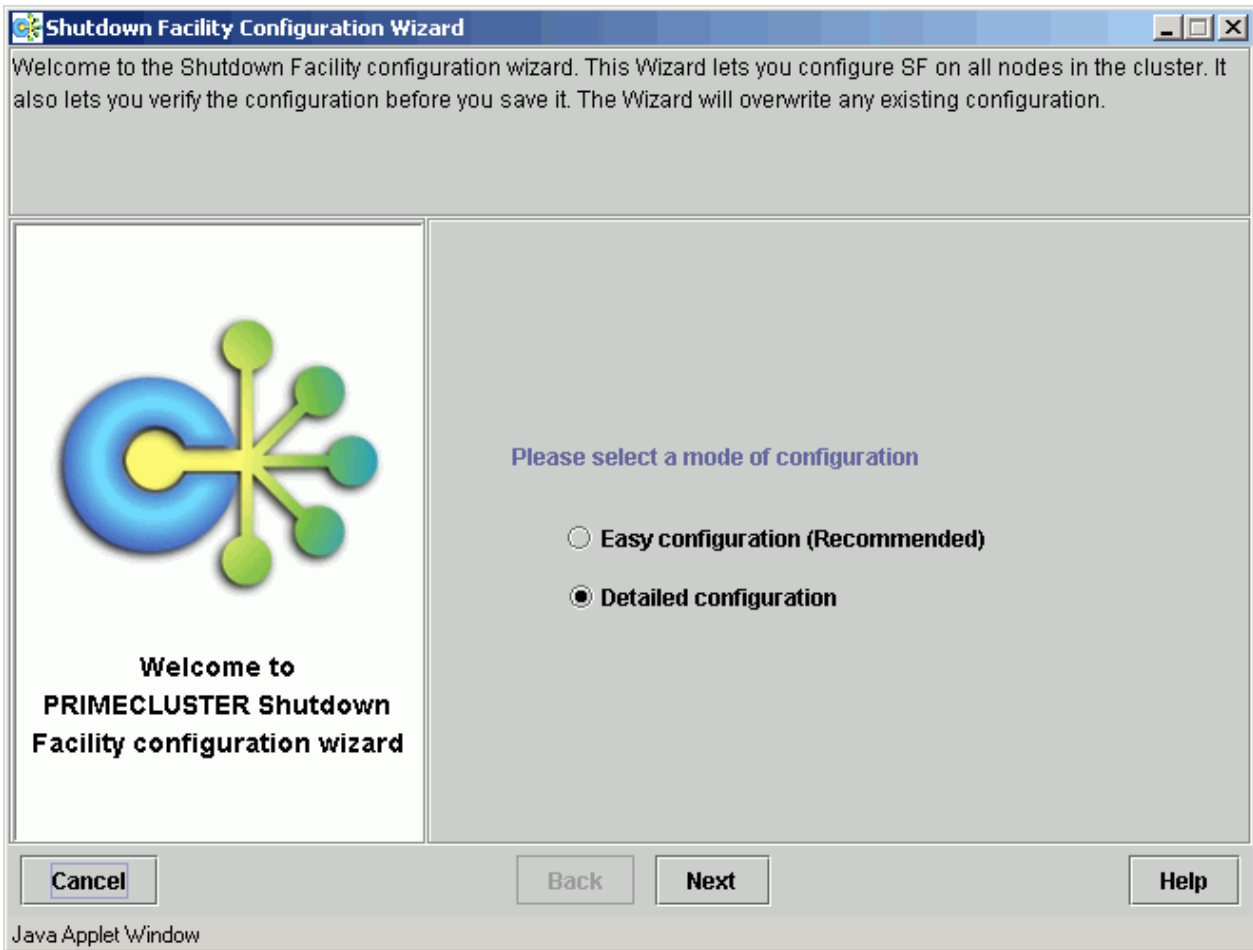 Shutdown Facility Configuration Wizard
Welcome to the Shutdown Facility configuration wizard. This Wizard lets you configure SF on all nodes in the cluster. It
also lets you verify the configuration before you save it. The Wizard will overwrite any existing configuration.
Please select a mode of configuration
Easy configuration (Recommended)
Detailed configuration
Welcome to
PRIMECLUSTER Shutdown
Facility configuration wizard
Cancel
Back
Next
Help
Java Applet Window